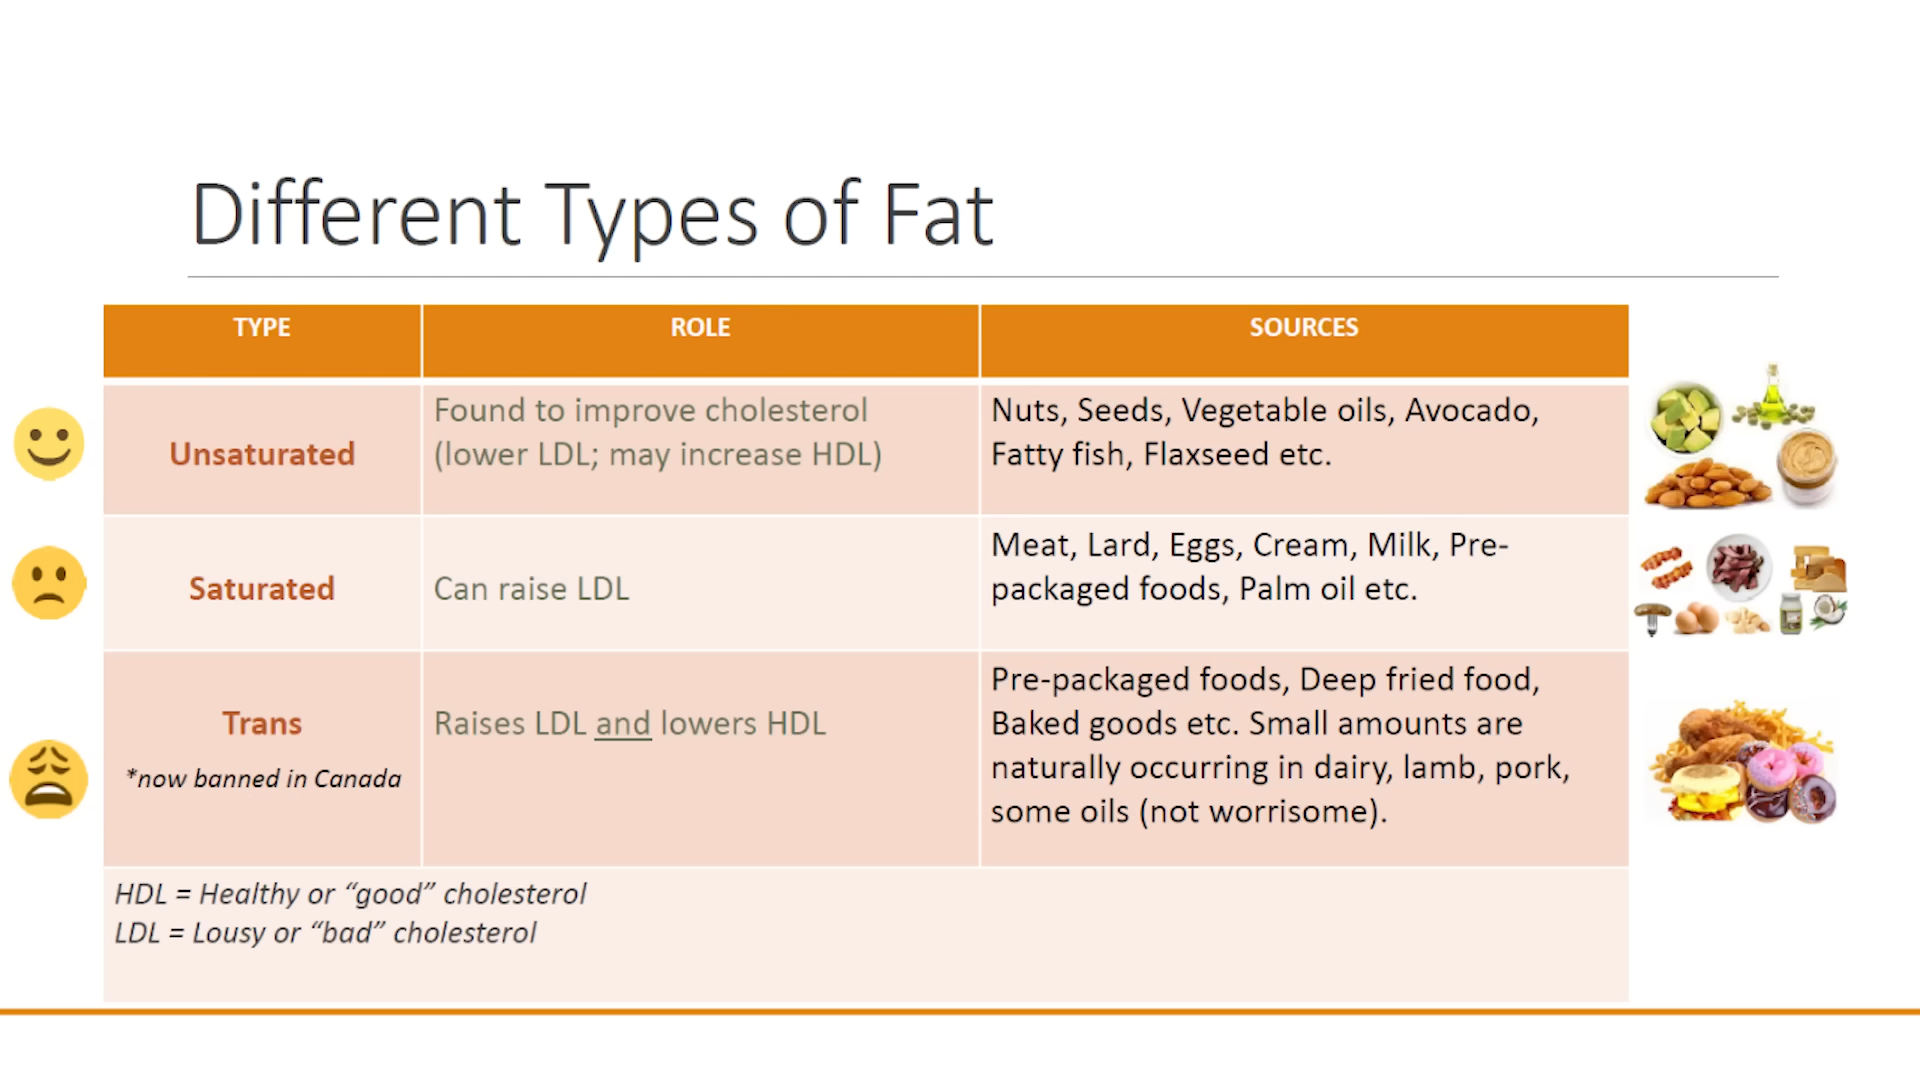 Different Types of Fat
TYPE
ROLE
SOURCES
Unsaturated
Found to improve cholesterol
(lower LDL; may increase HDL)
Nuts, Seeds, Vegetable oils, Avocado,
Fatty fish, Flaxseed etc.
Saturated
Can raise LDL
Meat, Lard, Eggs, Cream, Milk, Pre-
packaged foods, Palm oil etc.
Trans
*now banned in Canada
Raises LDL and lowers HDL
Pre-packaged foods, Deep fried food,
Baked goods etc. Small amounts are
naturally occurring in dairy, lamb, pork,
some oils (not worrisome).
HDL = Healthy or “good” cholesterol
LDL = Lousy or “bad” cholesterol